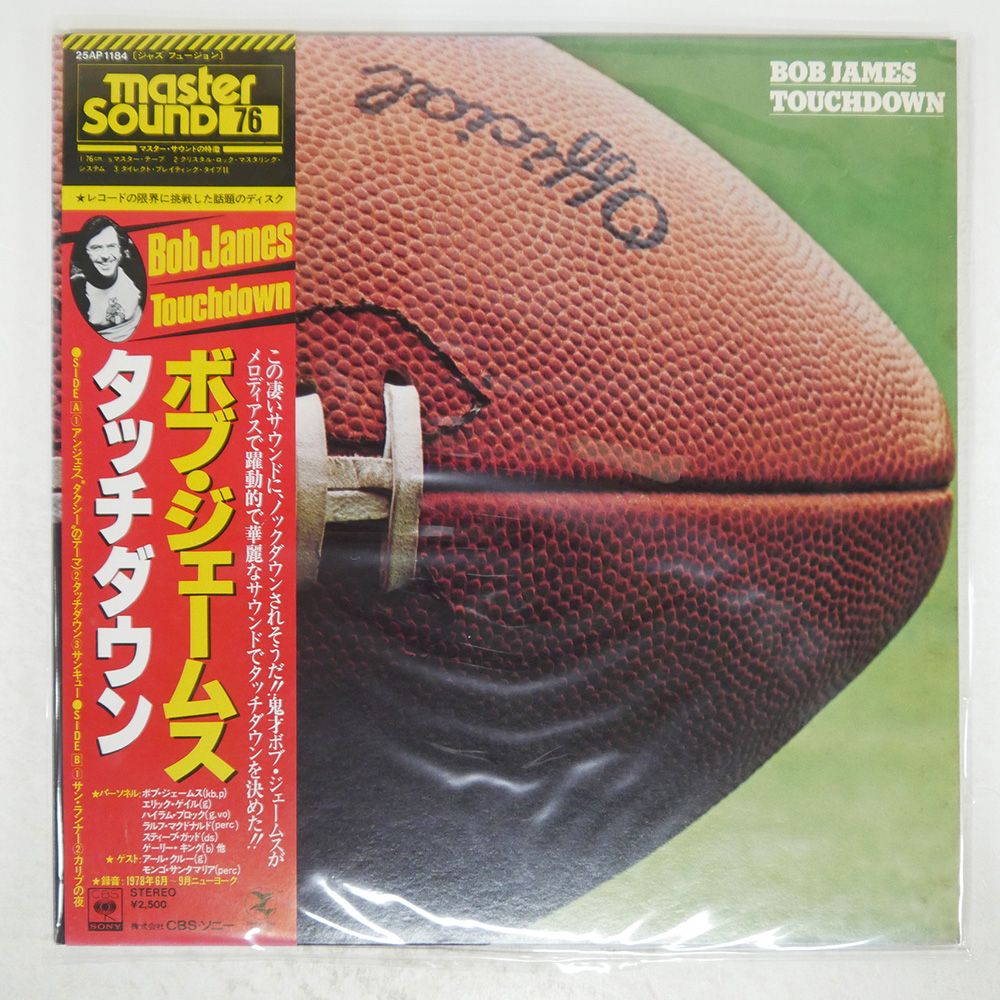 25AP 1184 〔ジャズ フュージョン〕
master
SOUND 76
マスター・サウンドの特徴
1 76cm/sマスター・テープ 2 クリスタル・ロック・マスタリング・
システム 3 ダイレクト・プレイティング・タイプII
★レコードの限界に挑戦した話題のディスク
Bob James
Touchdown
この凄いサウンドに、ノックダウンされそうだ!!鬼才ボブ・ジェームスが
メロディアスで躍動的で華麗なサウンドでタッチダウンを決めた!!
ボブ・ジェームス
タッチダウン
●SIDE A ①アンジェラ(“タクシー”のテーマ)②タッチダウン③サンキュー●SIDE B ①サン・ランナー②カリブの夜
★パーソネル:ボブ・ジェームス(kb.p)
エリック・ゲイル(g)
ハイラム・ブロック(g.vo)
ラルフ・マクドナルド(perc)
スティーブ・ガッド(ds)
ゲーリー・キング(b) 他
★ゲスト:アール・クルー(g)
モンゴ・サンタマリア(perc)
★録音:1978年6月—9月ニューヨーク
CBS
SONY
STEREO
¥2,500
株式会社 CBS・ソニー
Official
BOB JAMES
TOUCHDOWN